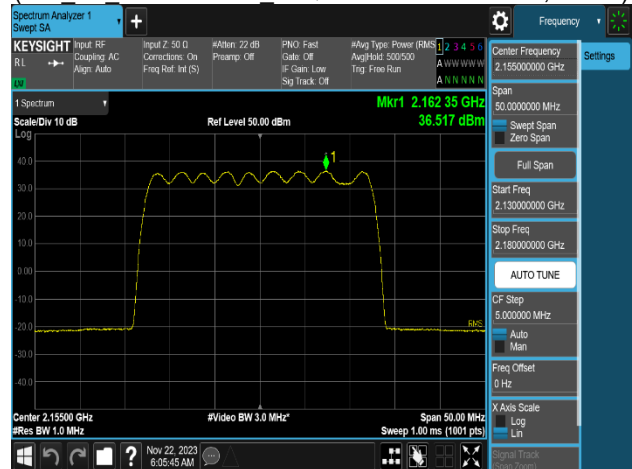 Spectrum Analyzer 1
Swept SA
Frequency
KEYSIGHT
RL
Input: RF
Coupling: AC
Align: Auto
Input Z: 50 Ω
Corrections: On
Freq Ref: Int (S)
#Atten: 22 dB
Preamp: Off
PNO: Fast
Gate: Off
IF Gain: Low
Sig Track: Off
#Avg Type: Power (RMS
Avg|Hold: 500/500
Trig: Free Run
1 2 3 4 5 6
A W W W W W
A N N N N N
1 Spectrum
Mkr1 2.162 35 GHz
Scale/Div 10 dB
Ref Level 50.00 dBm
36.517 dBm
Log
1
40.0
30.0
20.0
10.0
0.00
-10.0
-20.0
-30.0
-40.0
RMS
Center 2.15500 GHz
#Video BW 3.0 MHz*
Span 50.00 MHz
#Res BW 1.0 MHz
Sweep 1.00 ms (1001 pts)
Nov 22, 2023
6:05:45 AM
Center Frequency
2.155000000 GHz
Settings
Span
50.0000000 MHz
Swept Span
Zero Span
Full Span
Start Freq
2.130000000 GHz
Stop Freq
2.180000000 GHz
AUTO TUNE
CF Step
5.000000 MHz
Auto
Man
Freq Offset
0 Hz
X Axis Scale
Log
Lin
Signal Track
(Span Zoom)